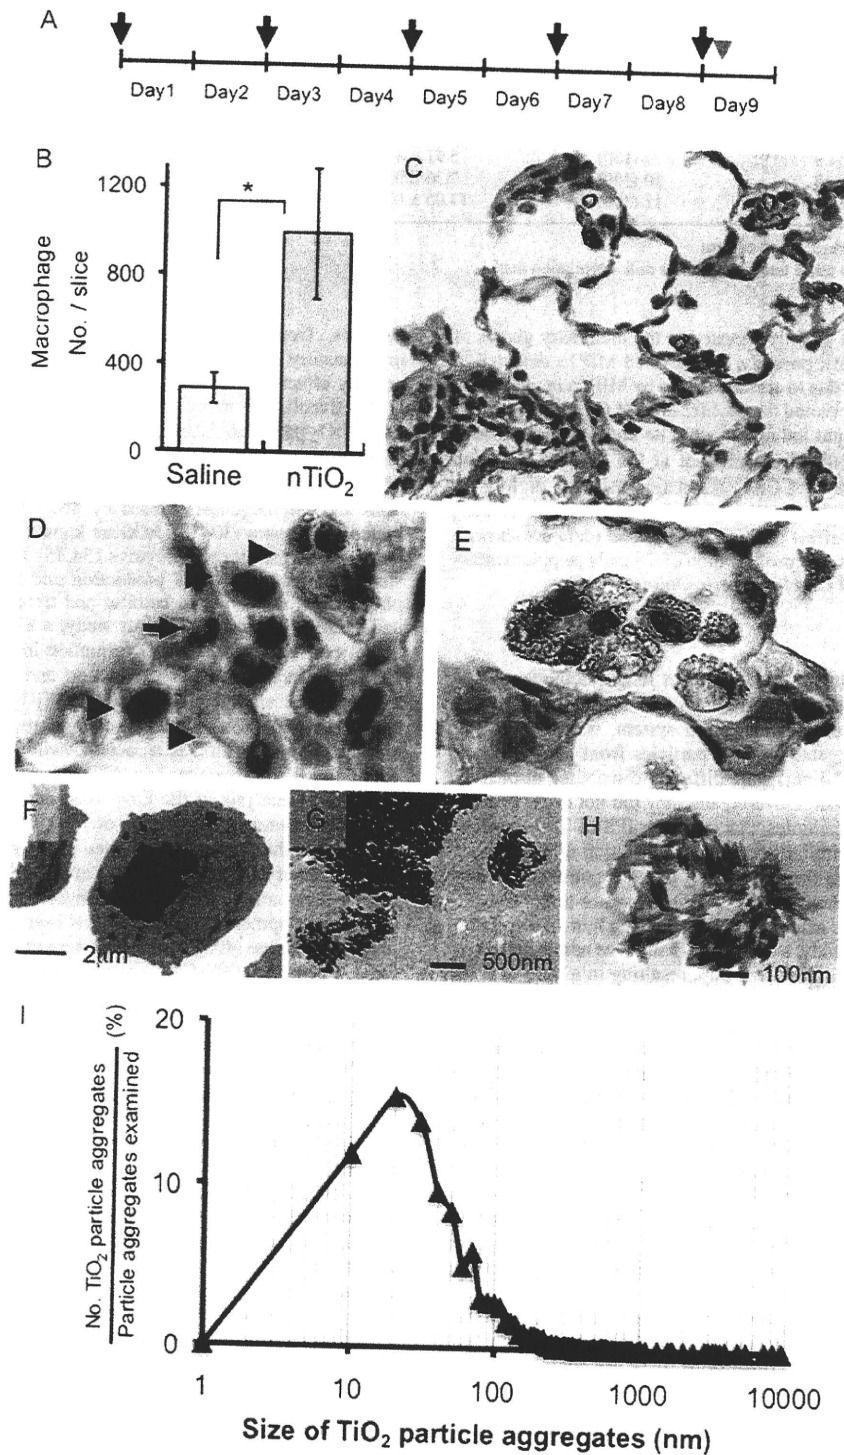 A
Day1 Day2 Day3 Day4 Day5 Day6 Day7 Day8 Day9
B
Macrophage
No. / slice
1200
*
800
400
0
Saline nTiO2
C
D
E
F
2μm
G
500nm
H
100nm
I
No. TiO2 particle aggregates
Particle aggregates examined
(%)
20
10
0
1 10 100 1000 10000
Size of TiO2 particle aggregates (nm)